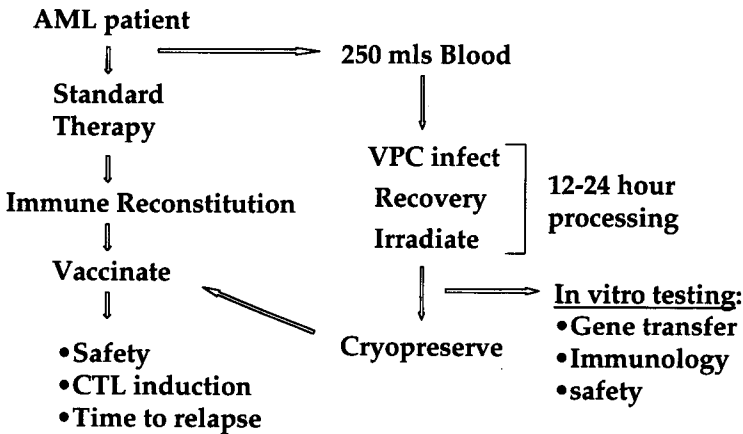 AML patient
250 mls Blood
Standard
Therapy
VPC infect
Recovery
Irradiate
12-24 hour
processing
Immune Reconstitution
Vaccinate
In vitro testing:
•Gene transfer
•Immunology
•safety
Cryopreserve
•Safety
•CTL induction
•Time to relapse